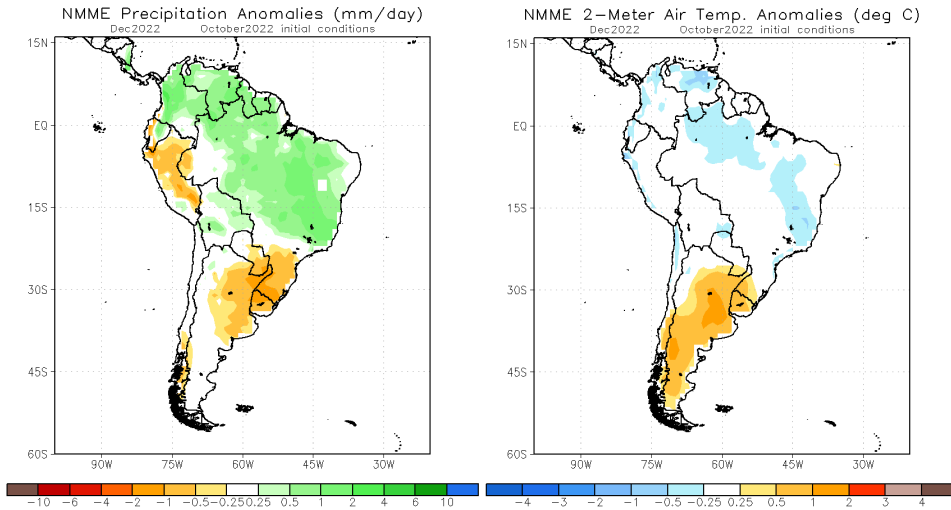 NMME Precipitation Anomalies (mm/day)
Dec2022 October2022 initial conditions
15N
EQ
15S
30S
45S
60S
90W 75W 60W 45W 30W
-10 -6 -4 -2 -1 -0.5 -0.25 0.25 0.5 1 2 4 6 10
NMME 2-Meter Air Temp. Anomalies (deg C)
Dec2022 October2022 initial conditions
15N
EQ
15S
30S
45S
60S
90W 75W 60W 45W 30W
-4 -3 -2 -1 -0.5 -0.25 0.25 0.5 1 2 3 4